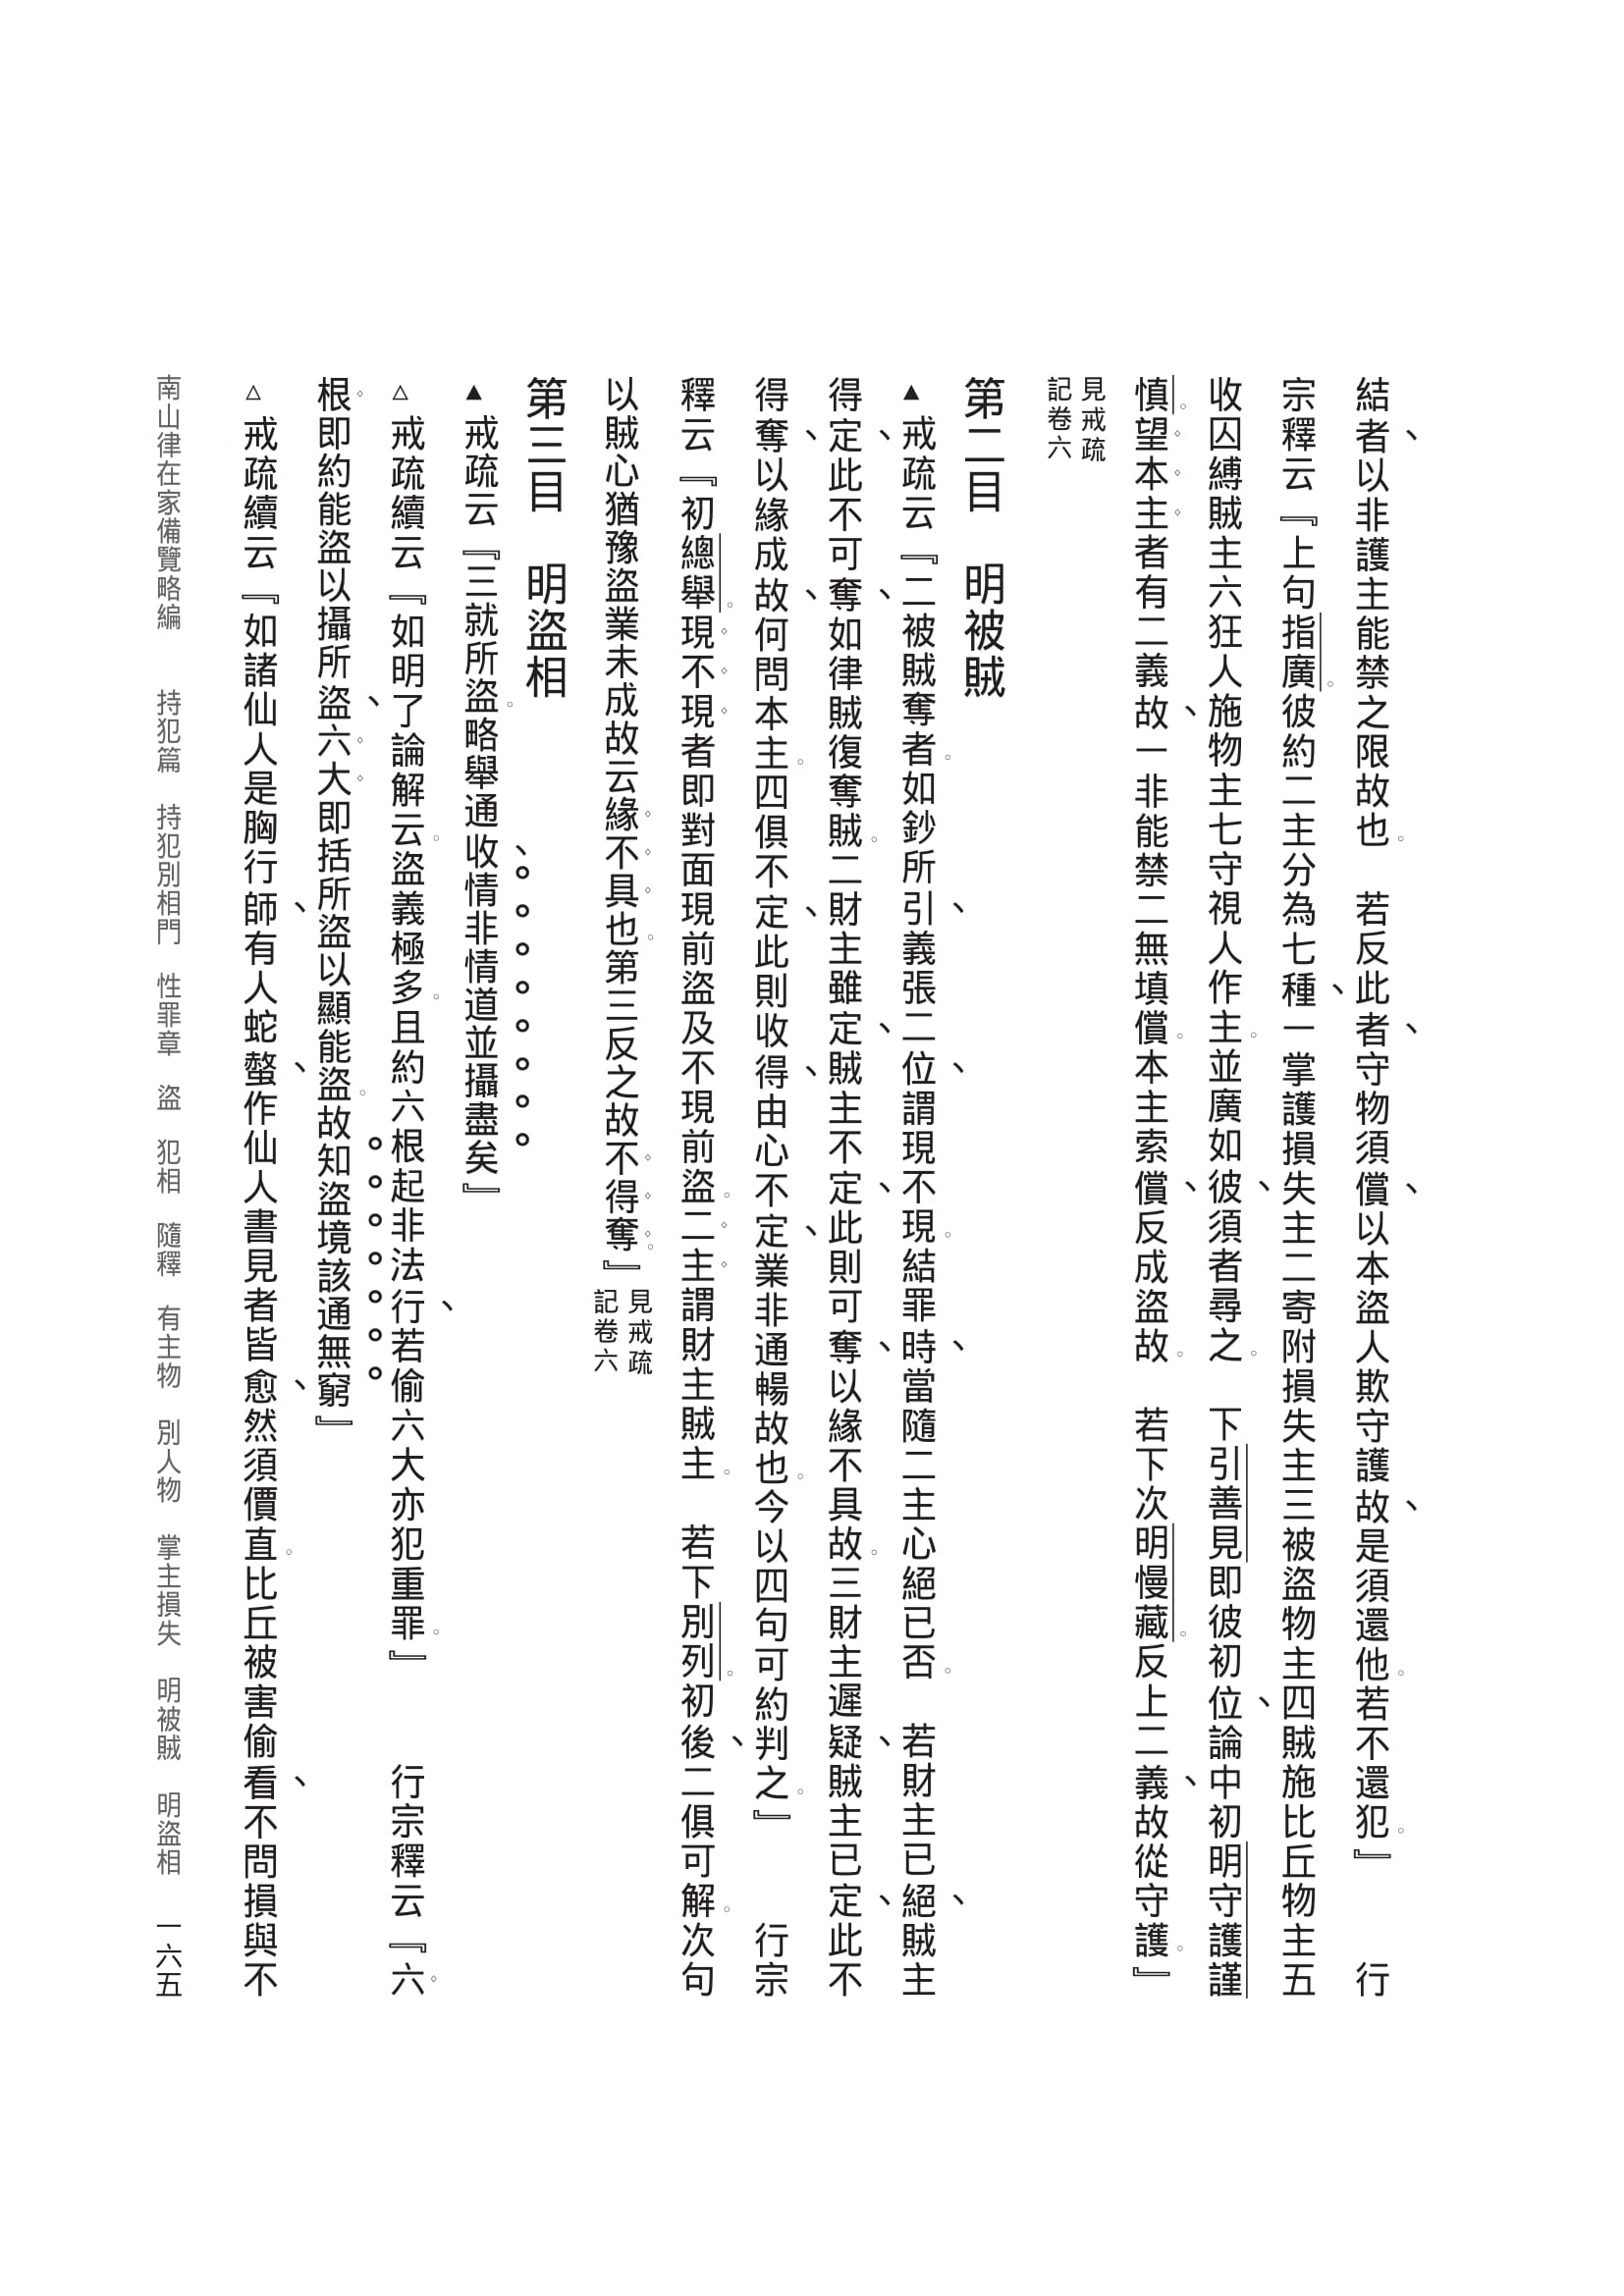 結者、以非護主能禁之限故也。　若反此者、守物須償、以本盜人欺守護故、是須還他。若不還犯。』　　行
宗釋云『上句指廣。彼約二主分為七種、一掌護損失主二寄附損失主三被盜物主四賊施比丘物主五
收囚縛賊主六狂人施物主七守視人作主。並廣如彼、須者尋之。　下引善見即彼初位、論中初明守護謹
慎。望本主者有二義故、一非能禁二無填償。本主索償、反成盜故。　若下次明慢藏。反上二義、故從守護。』
見戒疏
記卷六
第二目　明被賊
▲戒疏云『二被賊奪者。如鈔所引、義張二位、謂現不現。結罪時、當隨二主心絕已否。　若財主已絕、賊主
得定、此不可奪、如律賊復奪賊。二財主雖定、賊主不定、此則可奪、以緣不具故。三財主遲疑、賊主已定、此不
得奪、以緣成故、何問本主。四俱不定、此則收得、由心不定、業非通暢故也。今以四句可約判之。』　　行宗
釋云『初總舉。現不現者即對面現前盜及不現前盜。二主謂財主賊主。　若下別列。初後、二俱可解。次句
以賊心猶豫盜業未成故云緣不具也。第三反之故不得奪。』見戒疏
記卷六
第三目　明盜相
▲戒疏云『三就所盜。略舉通收、情非情道並攝盡矣』
△戒疏續云『如明了論解云。盜義極多。且約六根起非法行、若偷六大亦犯重罪。』　　行宗釋云『六
根即約能盜以攝所盜、六大即括所盜以顯能盜。故知盜境該通無窮』
△戒疏續云『如諸仙人是胸行師、有人蛇螫、作仙人書見者皆愈、然須價直。比丘被害偷看、不問損與不
南山律在家備覽略編　　持犯篇　持犯別相門　性罪章　盜　犯相　隨釋　有主物　別人物　掌主損失　明被賊　明盜相　一六五